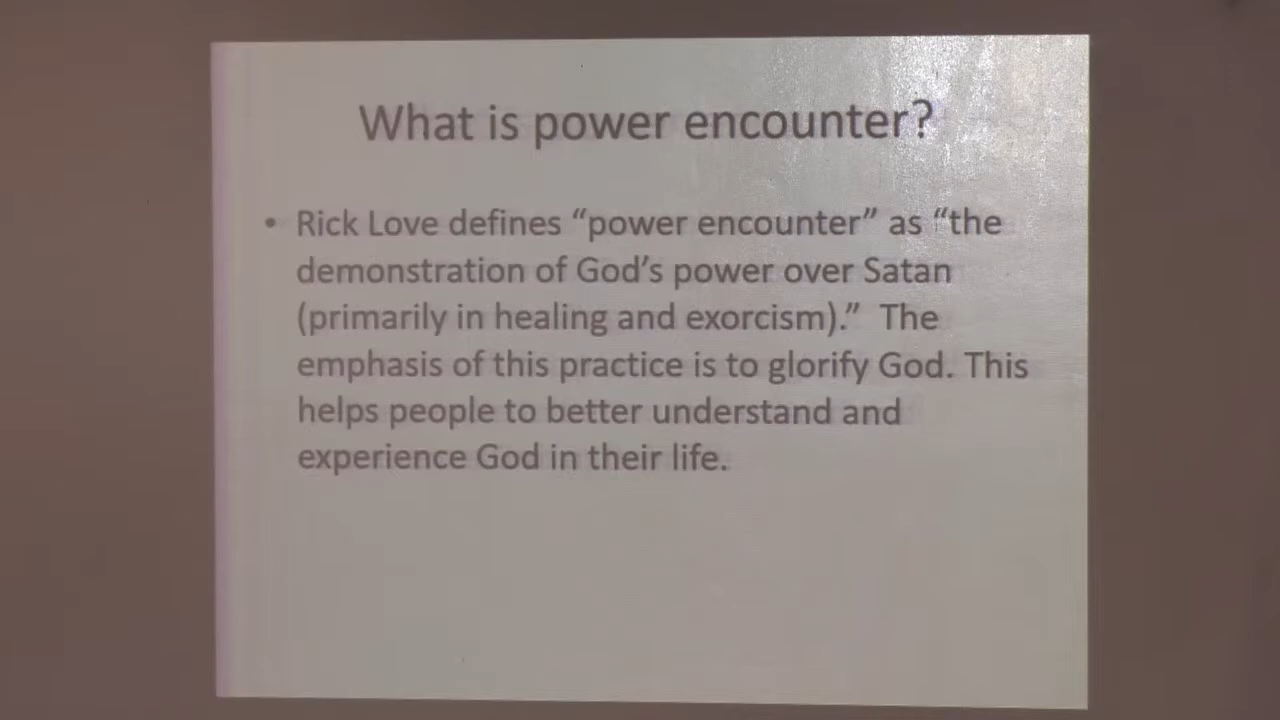 What is power encounter?
• Rick Love defines “power encounter” as “the
demonstration of God’s power over Satan
(primarily in healing and exorcism).”  The
emphasis of this practice is to glorify God. This
helps people to better understand and
experience God in their life.